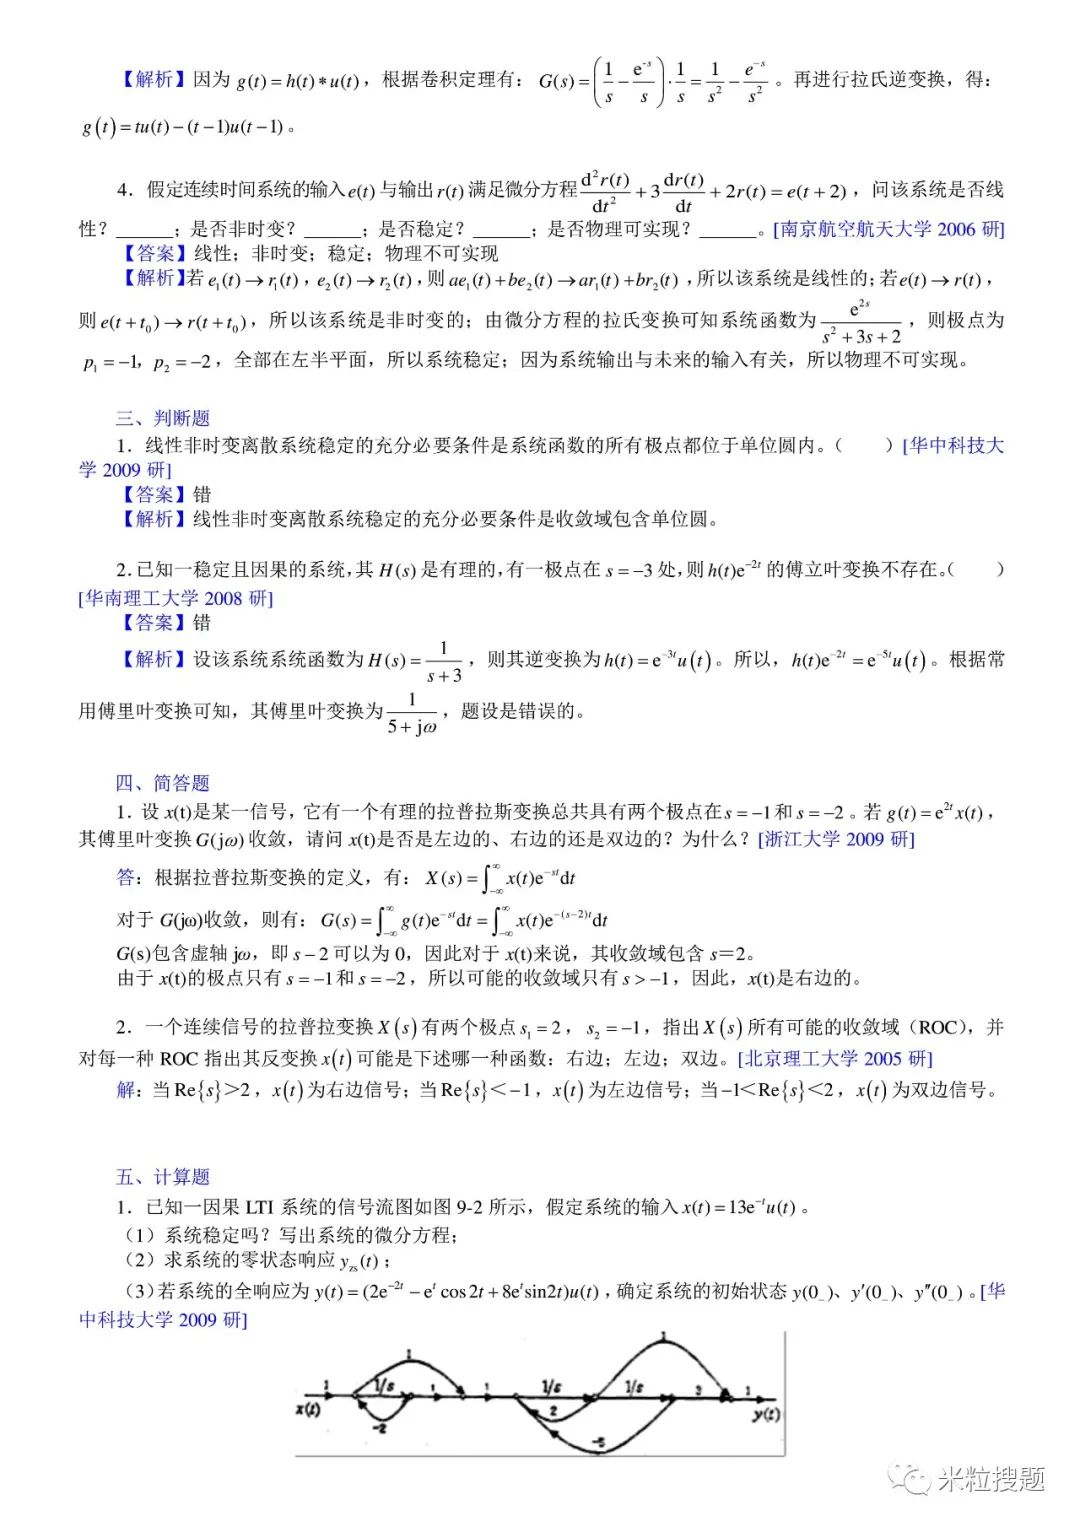 【解析】因为 g(t)=h(t)*u(t)，根据卷积定理有：G(s)=(1/s − e^{-s}/s)·1/s = 1/s² − e^{-s}/s²。再进行拉氏逆变换，得：
g(t)=tu(t)−(t−1)u(t−1)。
4．假定连续时间系统的输入e(t)与输出r(t)满足微分方程 d²r(t)/dt² + 3 dr(t)/dt + 2r(t) = e(t+2)，问该系统是否线
性？______；是否非时变？______；是否稳定？______；是否物理可实现？______。[南京航空航天大学 2006 研]
【答案】线性；非时变；稳定；物理不可实现
【解析】若 e₁(t)→r₁(t)，e₂(t)→r₂(t)，则 ae₁(t)+be₂(t)→ar₁(t)+br₂(t)，所以该系统是线性的；若e(t)→r(t)，
则 e(t+t₀)→r(t+t₀)，所以该系统是非时变的；由微分方程的拉氏变换可知系统函数为 e^{2s}/(s²+3s+2)，则极点为
p₁=−1，p₂=−2，全部在左半平面，所以系统稳定；因为系统输出与未来的输入有关，所以物理不可实现。
三、判断题
1．线性非时变离散系统稳定的充分必要条件是系统函数的所有极点都位于单位圆内。（　　）[华中科技大
学 2009 研]
【答案】错
【解析】线性非时变离散系统稳定的充分必要条件是收敛域包含单位圆。
2．已知一稳定且因果的系统，其 H(s) 是有理的，有一极点在 s=−3 处，则 h(t)e^{-2t} 的傅立叶变换不存在。（　　）
[华南理工大学 2008 研]
【答案】错
【解析】设该系统系统函数为 H(s)=1/(s+3)，则其逆变换为 h(t)=e^{-3t}u(t)。所以，h(t)e^{-2t}=e^{-5t}u(t)。根据常
用傅里叶变换可知，其傅里叶变换为 1/(5+jω)，题设是错误的。
四、简答题
1．设 x(t)是某一信号，它有一个有理的拉普拉斯变换总共具有两个极点在 s=−1 和 s=−2。若 g(t)=e^{2t}x(t)，
其傅里叶变换 G(jω) 收敛，请问 x(t)是否是左边的、右边的还是双边的？为什么？[浙江大学 2009 研]
答：根据拉普拉斯变换的定义，有：X(s)=∫_{-∞}^{∞} x(t)e^{-st}dt
对于 G(jω)收敛，则有：G(s)=∫_{-∞}^{∞} g(t)e^{-st}dt=∫_{-∞}^{∞} x(t)e^{-(s-2)t}dt
G(s)包含虚轴 jω，即 s−2 可以为 0，因此对于 x(t)来说，其收敛域包含 s＝2。
由于 x(t)的极点只有 s=−1 和 s=−2，所以可能的收敛域只有 s>−1，因此，x(t)是右边的。
2．一个连续信号的拉普拉变换 X(s) 有两个极点 s₁=2，s₂=−1，指出 X(s) 所有可能的收敛域（ROC），并
对每一种 ROC 指出其反变换 x(t) 可能是下述哪一种函数：右边；左边；双边。[北京理工大学 2005 研]
解：当 Re{s}＞2，x(t) 为右边信号；当 Re{s}＜−1，x(t) 为左边信号；当 −1＜Re{s}＜2，x(t) 为双边信号。
五、计算题
1．已知一因果 LTI 系统的信号流图如图 9-2 所示，假定系统的输入 x(t)=13e^{-t}u(t)。
（1）系统稳定吗？写出系统的微分方程；
（2）求系统的零状态响应 y_{zs}(t)；
（3）若系统的全响应为 y(t)=(2e^{-2t}−e^{t}cos2t+8e^{t}sin2t)u(t)，确定系统的初始状态 y(0₋)、y′(0₋)、y″(0₋)。[华
中科技大学 2009 研]
1 1
1 1/s 1 1 1/s 1/s 3 1
x(t) -2 2 -5 y(t)
米粒搜题